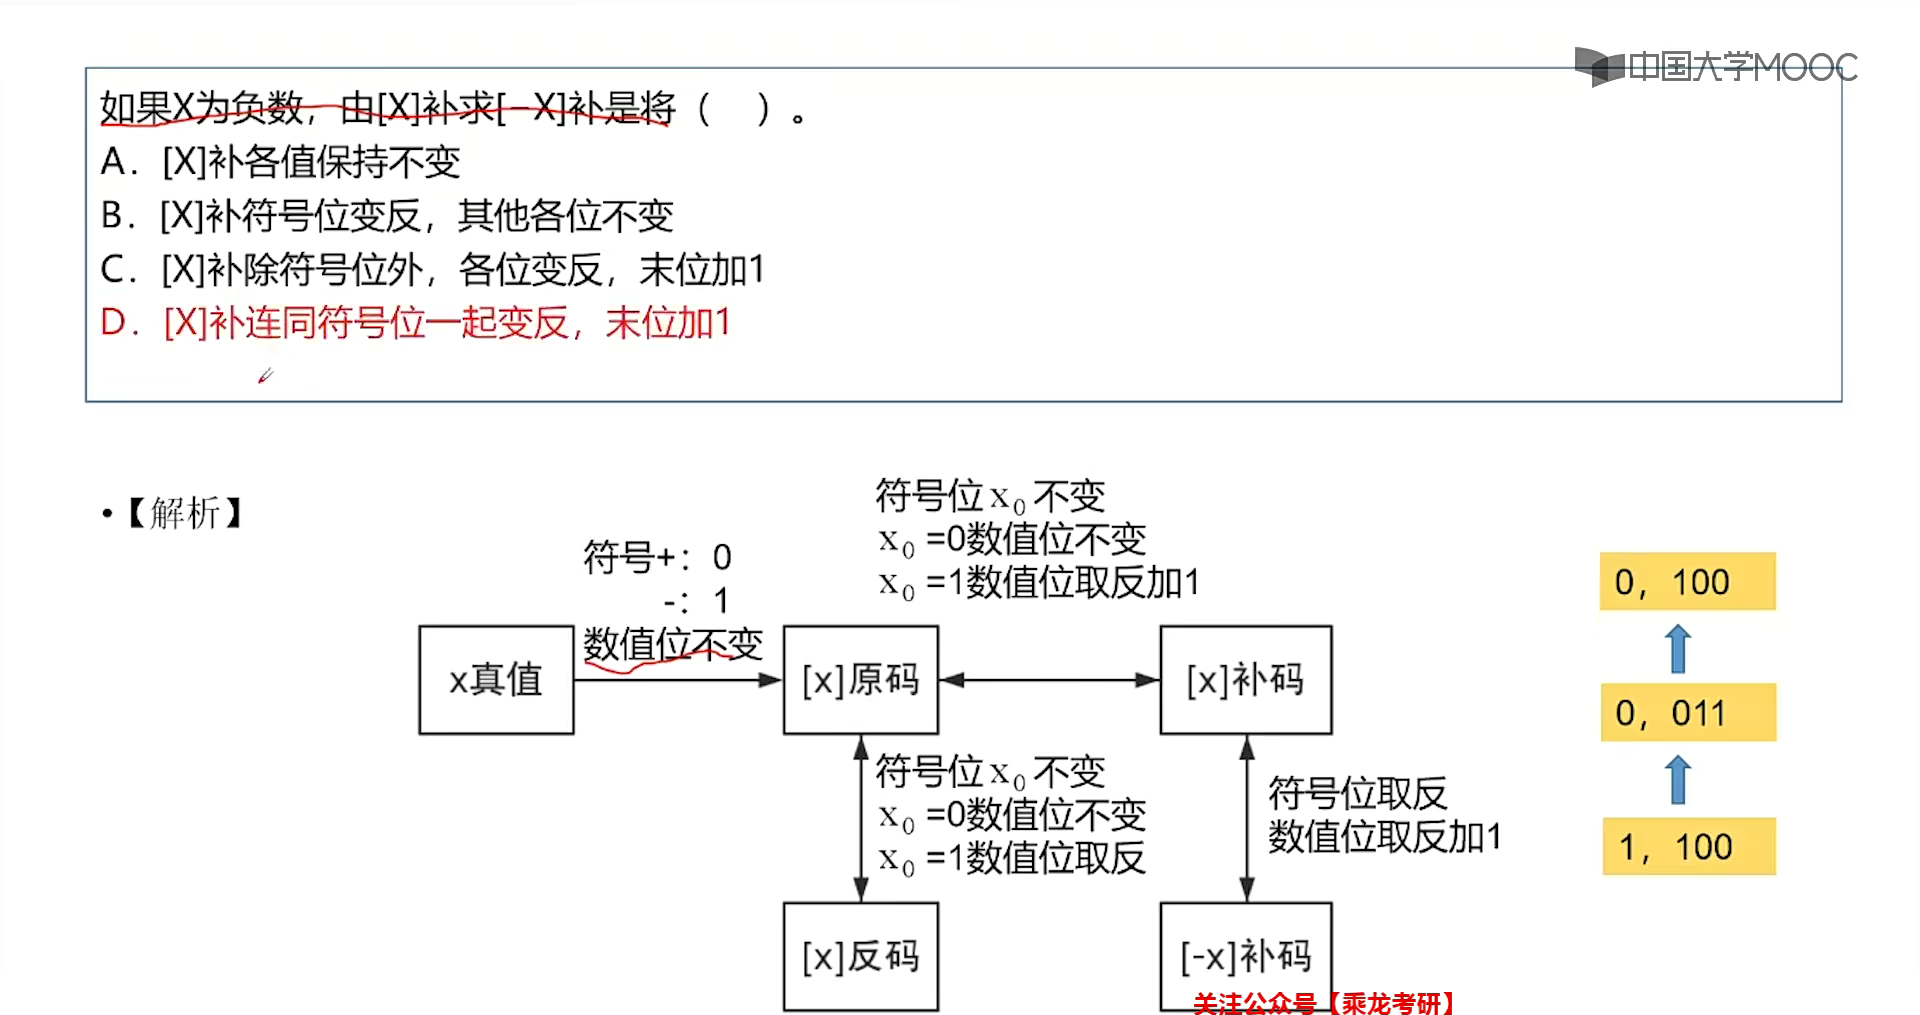 中国大学MOOC
如果X为负数，由[X]补求[－X]补是将（　）。
A．[X]补各值保持不变
B．[X]补符号位变反，其他各位不变
C．[X]补除符号位外，各位变反，末位加1
D．[X]补连同符号位一起变反，末位加1
•【解析】
符号+：0
-：1
数值位不变
符号位x₀不变
x₀=0数值位不变
x₀=1数值位取反加1
x真值
[x]原码
[x]补码
符号位x₀不变
x₀=0数值位不变
x₀=1数值位取反
符号位取反
数值位取反加1
[x]反码
[-x]补码
0，100
0，011
1，100
关注公众号【乘龙考研】